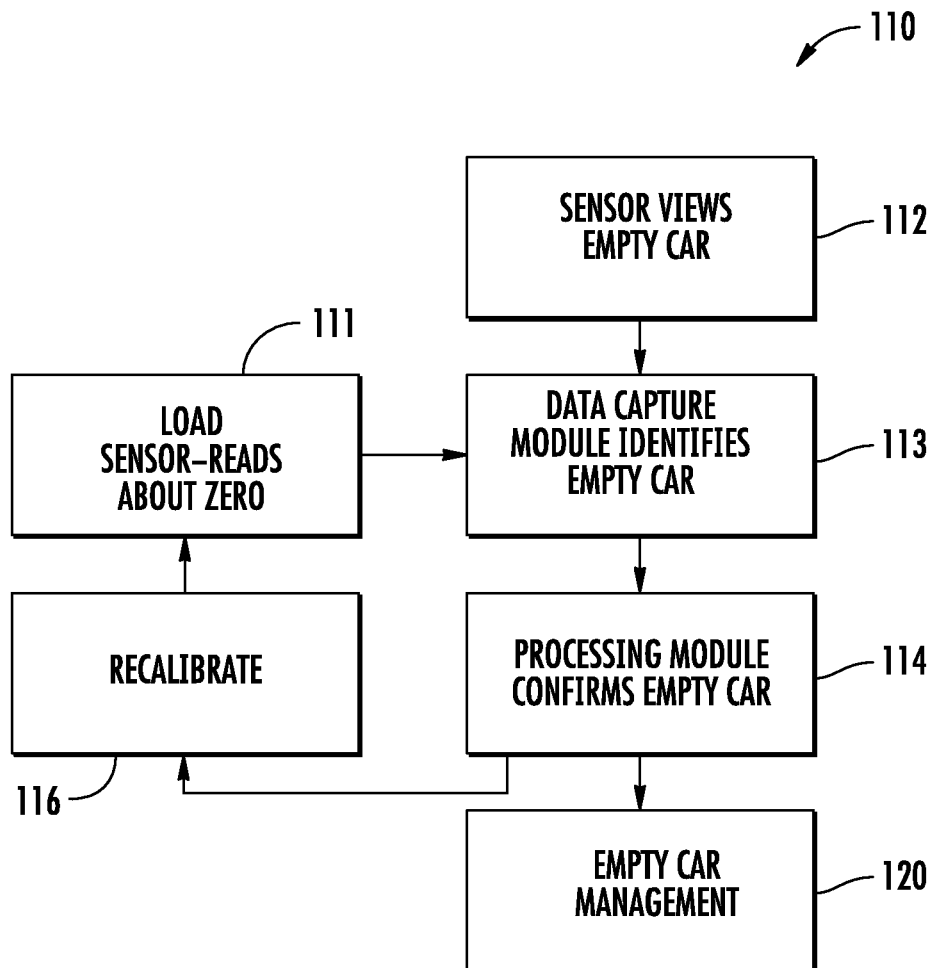 110
SENSOR VIEWS
EMPTY CAR
112
111
LOAD
SENSOR–READS
ABOUT ZERO
DATA CAPTURE
MODULE IDENTIFIES
EMPTY CAR
113
RECALIBRATE
116
PROCESSING MODULE
CONFIRMS EMPTY CAR
114
EMPTY CAR
MANAGEMENT
120